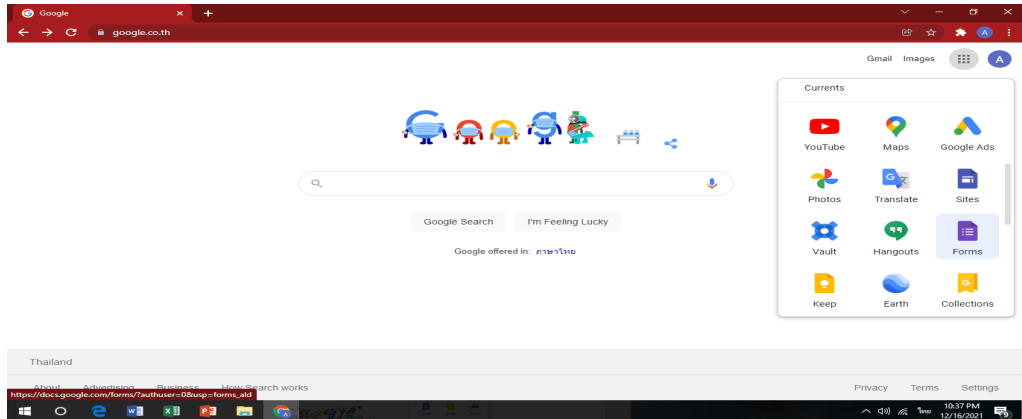 Google
google.co.th
A
Gmail Images A
Currents
YouTube Maps Google Ads
Photos Translate Sites
Vault Hangouts Forms
Keep Earth Collections
Google Search I'm Feeling Lucky
Google offered in: ภาษาไทย
Thailand
About Advertising Business How Search works
Privacy Terms Settings
https://docs.google.com/forms/?authuser=0&usp=forms_ald
ไทย
10:37 PM
12/16/2021